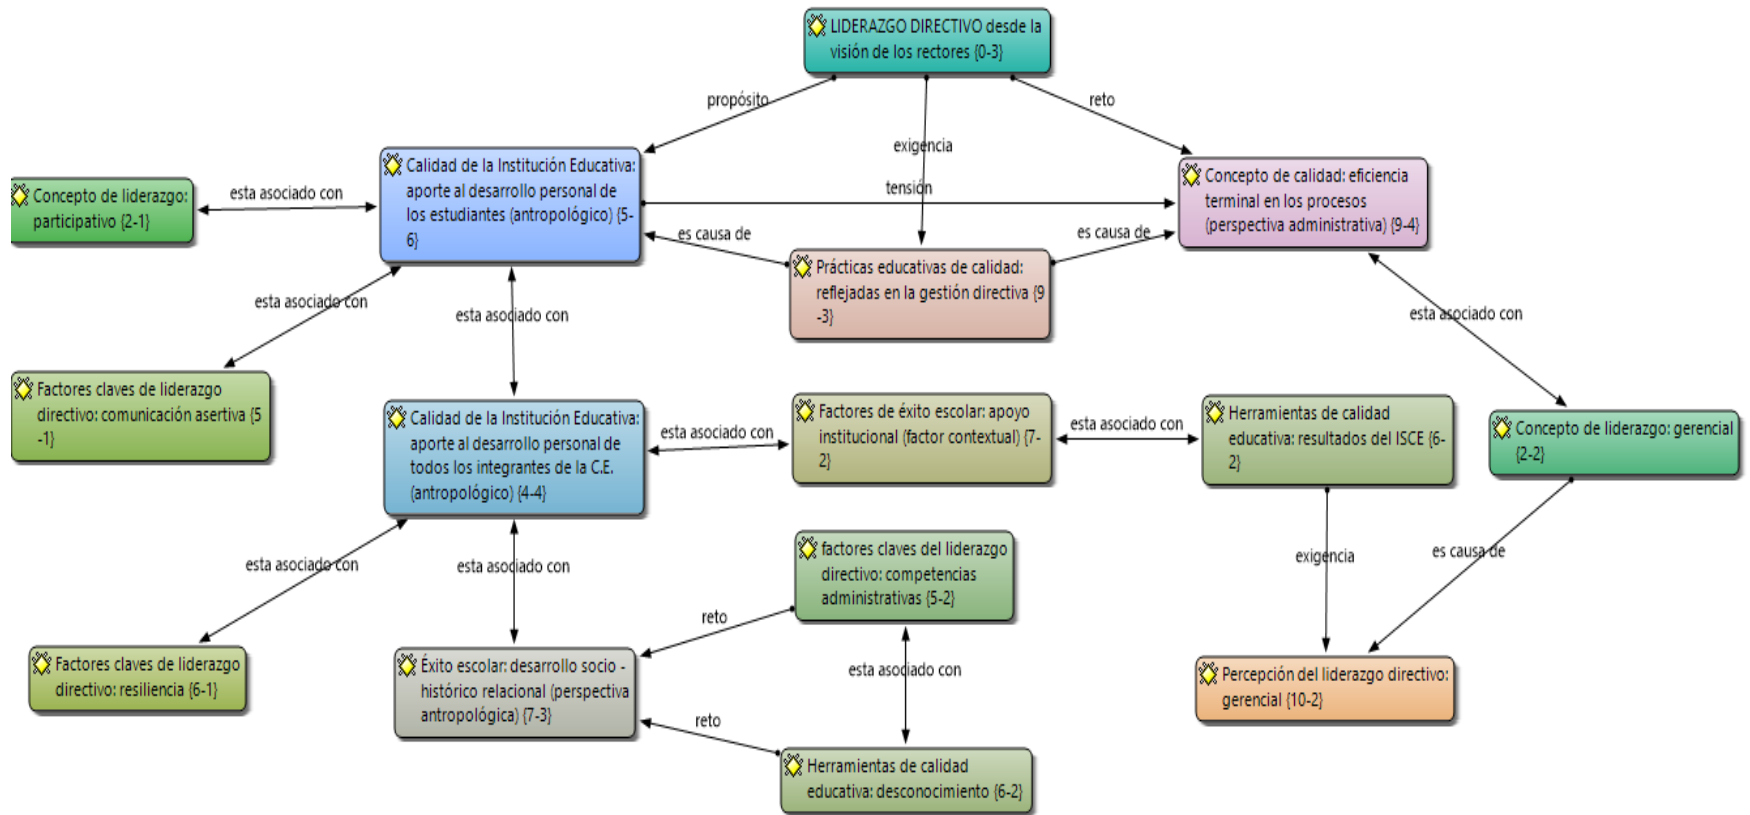 LIDERAZGO DIRECTIVO desde la
visión de los rectores {0-3}
propósito
reto
exigencia
Calidad de la Institución Educativa:
aporte al desarrollo personal de
los estudiantes (antropológico) {5-
6}
Concepto de liderazgo:
participativo {2-1}
esta asociado con
tensión
Concepto de calidad: eficiencia
terminal en los procesos
(perspectiva administrativa) {9-4}
es causa de
es causa de
Prácticas educativas de calidad:
reflejadas en la gestión directiva {9
-3}
esta asociado con
esta asociado con
esta asociado con
Factores claves de liderazgo
directivo: comunicación asertiva {5
-1}
Calidad de la Institución Educativa:
aporte al desarrollo personal de
todos los integrantes de la C.E.
(antropológico) {4-4}
esta asociado con
Factores de éxito escolar: apoyo
institucional (factor contextual) {7-
2}
esta asociado con
Herramientas de calidad
educativa: resultados del ISCE {6-
2}
Concepto de liderazgo: gerencial
{2-2}
esta asociado con
esta asociado con
factores claves del liderazgo
directivo: competencias
administrativas {5-2}
exigencia
es causa de
Factores claves de liderazgo
directivo: resiliencia {6-1}
Éxito escolar: desarrollo socio -
histórico relacional (perspectiva
antropológica) {7-3}
reto
esta asociado con
reto
Percepción del liderazgo directivo:
gerencial {10-2}
Herramientas de calidad
educativa: desconocimiento {6-2}